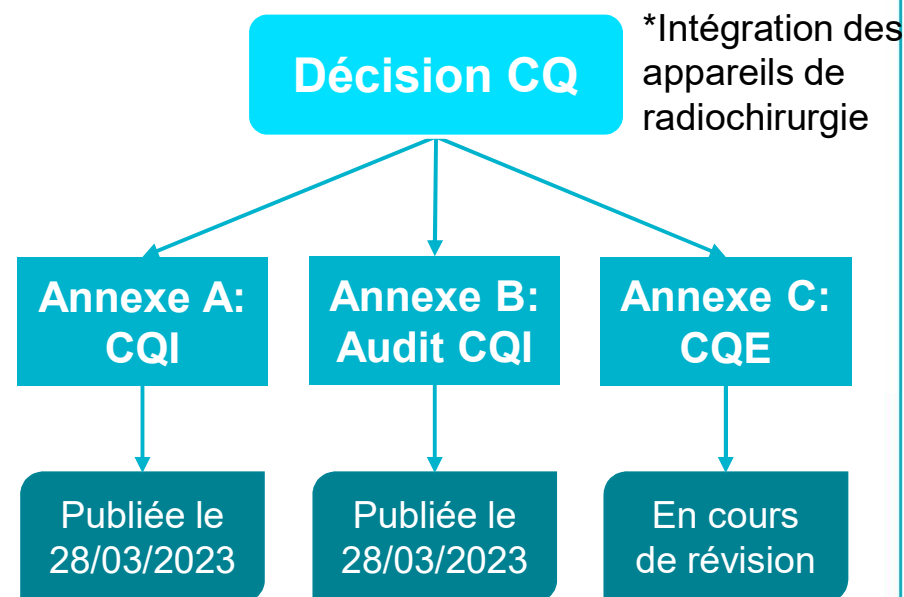 Décision CQ
*Intégration des
appareils de
radiochirurgie
Annexe A:
CQI
Annexe B:
Audit CQI
Annexe C:
CQE
Publiée le
28/03/2023
Publiée le
28/03/2023
En cours
de révision